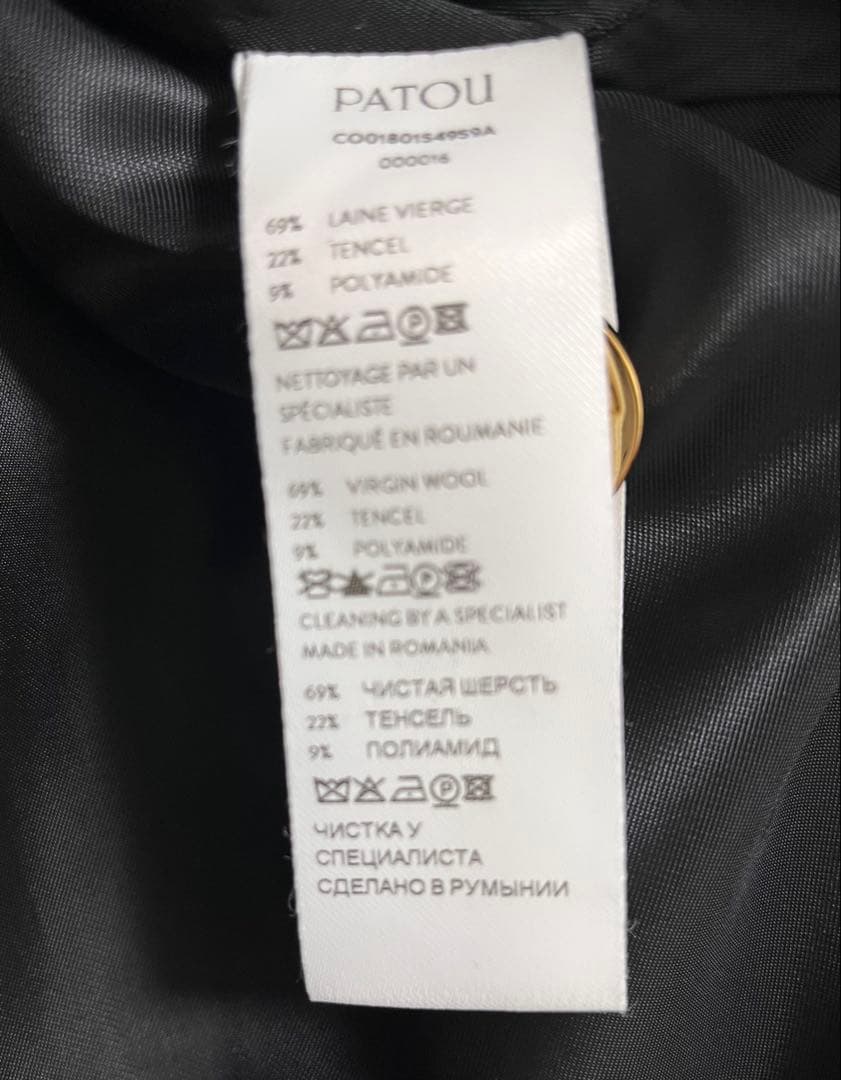 PATOU
CO0180154959A
000016
69% LAINE VIERGE
22% TENCEL
9% POLYAMIDE
NETTOYAGE PAR UN
SPÉCIALISTE
FABRIQUÉ EN ROUMANIE
69% VIRGIN WOOL
22% TENCEL
9% POLYAMIDE
CLEANING BY A SPECIALIST
MADE IN ROMANIA
69% ЧИСТАЯ ШЕРСТЬ
22% ТЕНСЕЛЬ
9% ПОЛИАМИД
ЧИСТКА У
СПЕЦИАЛИСТА
СДЕЛАНО В РУМЫНИИ